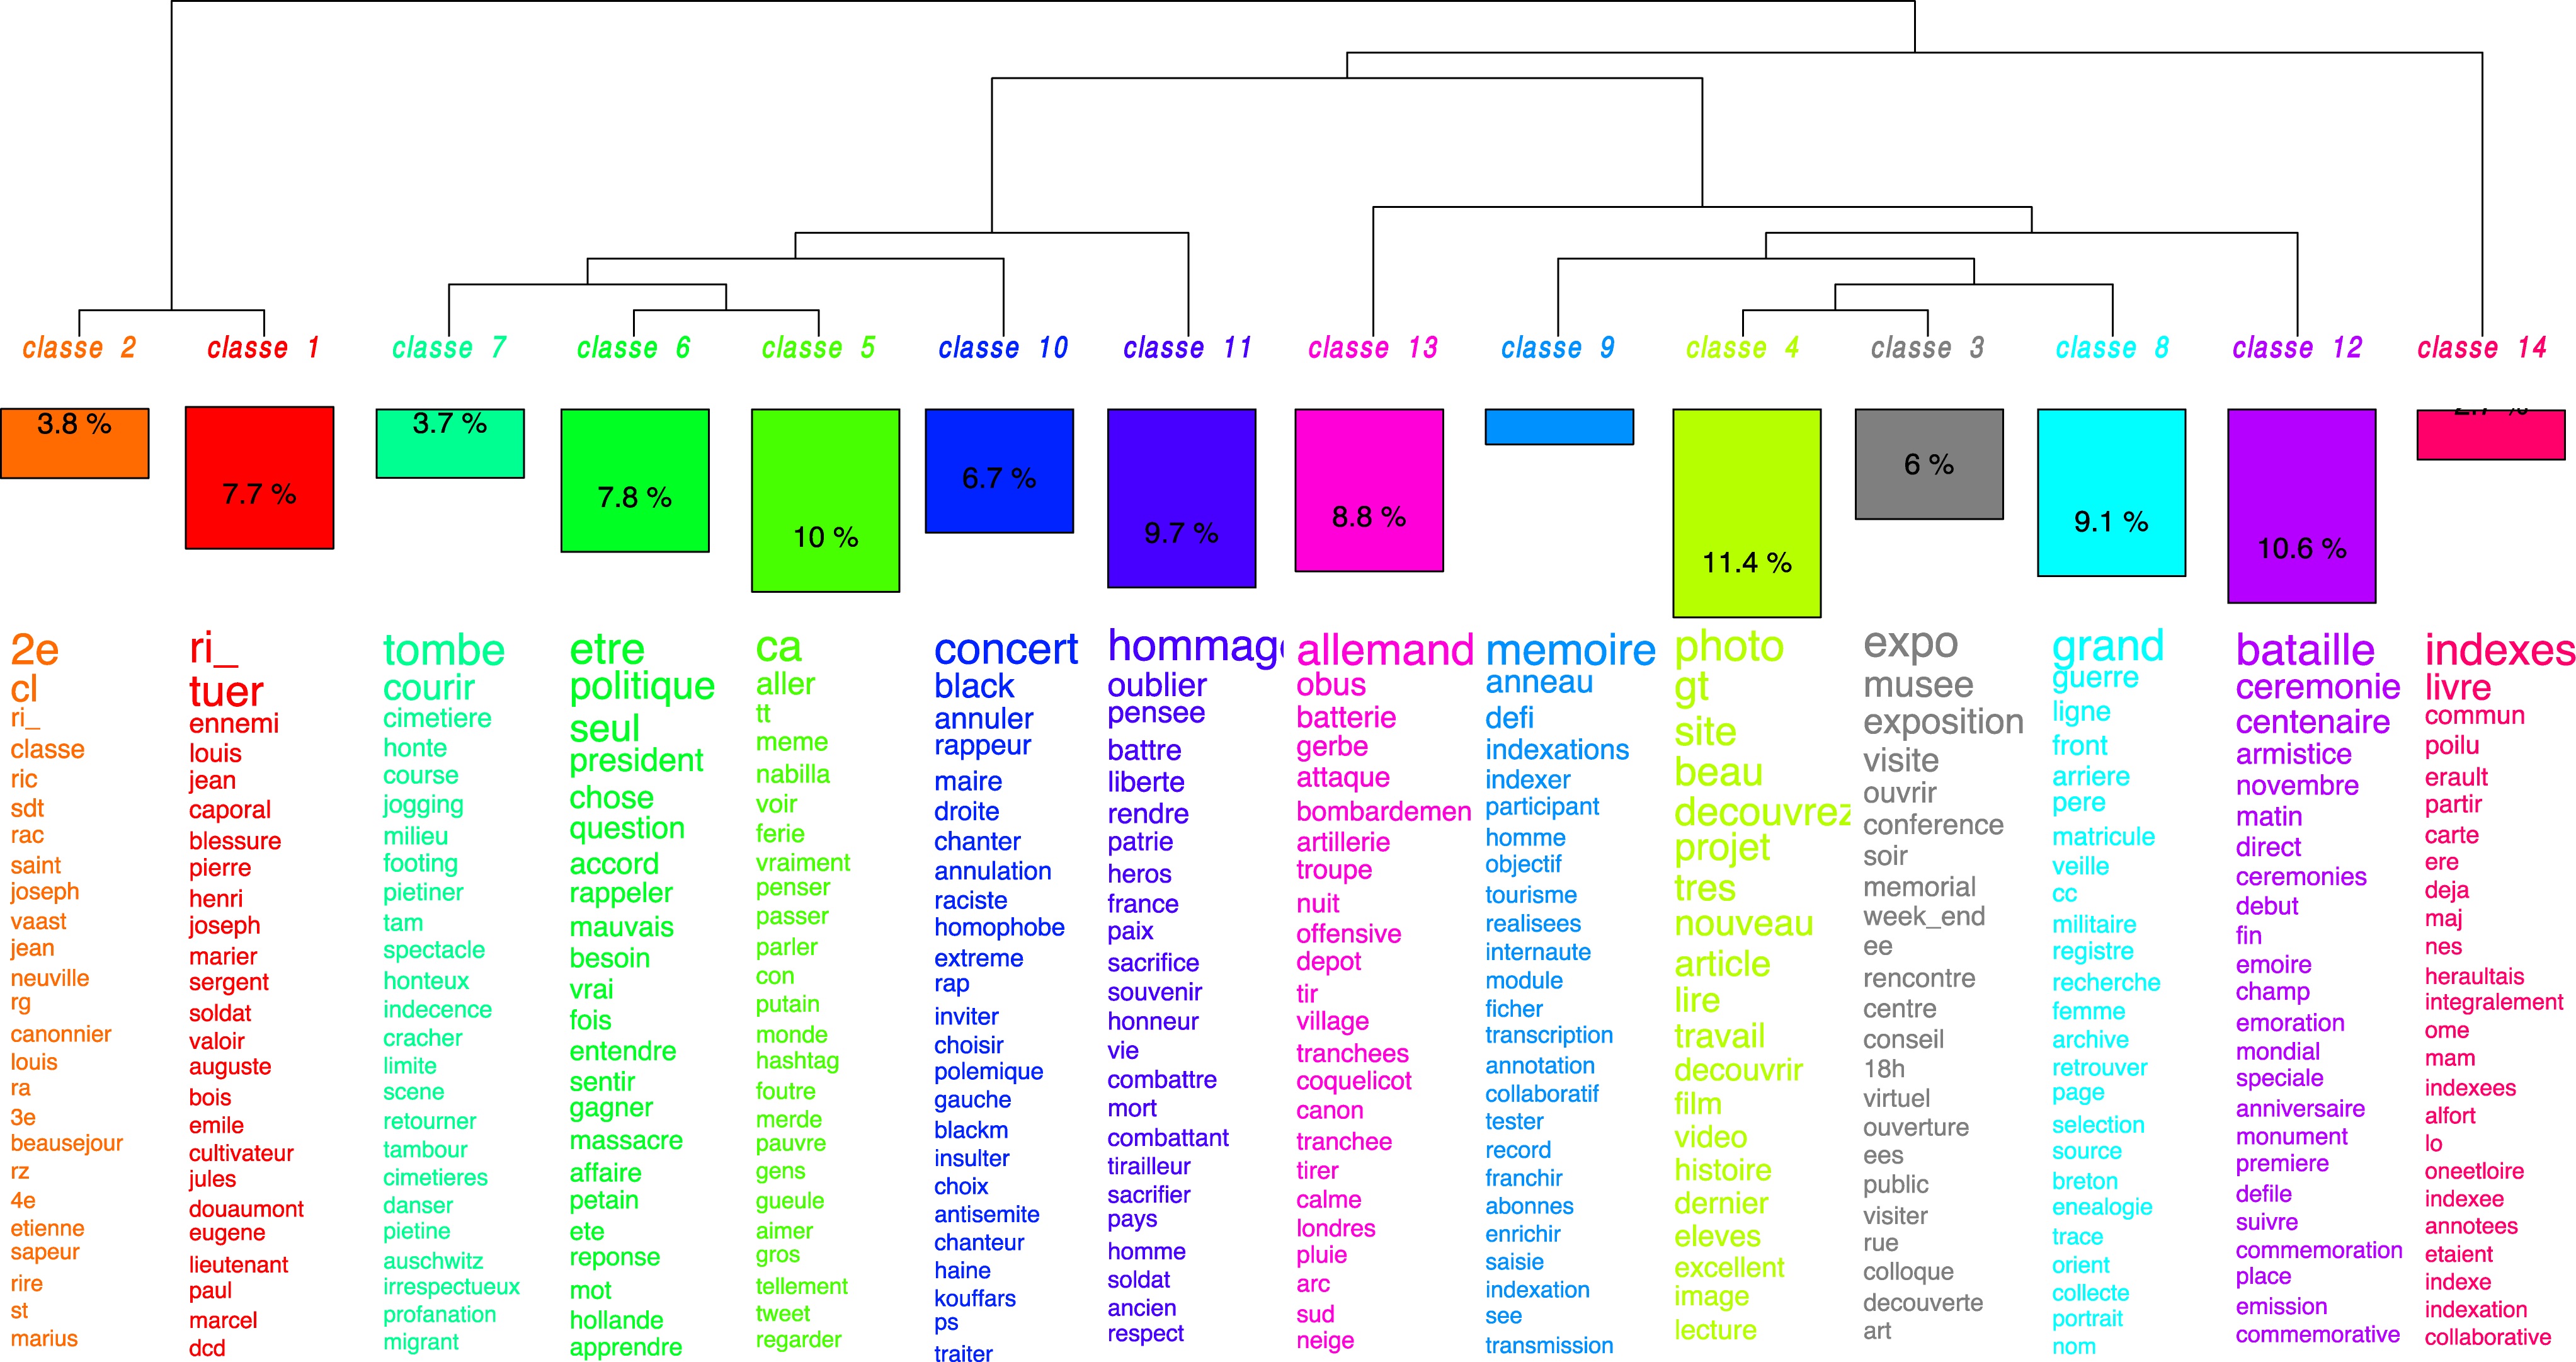 classe 2
classe 1
classe 7
classe 6
classe 5
classe 10
classe 11
classe 13
classe 9
classe 4
classe 3
classe 8
classe 12
classe 14
3.8 %
7.7 %
3.7 %
7.8 %
10 %
6.7 %
9.7 %
8.8 %
11.4 %
6 %
9.1 %
10.6 %
2e
cl
ri_
classe
ric
sdt
rac
saint
joseph
vaast
jean
neuville
rg
canonnier
louis
ra
3e
beausejour
rz
4e
etienne
sapeur
rire
st
marius
ri_
tuer
ennemi
louis
jean
caporal
blessure
pierre
henri
joseph
marier
sergent
soldat
valoir
auguste
bois
emile
cultivateur
jules
douaumont
eugene
lieutenant
paul
marcel
dcd
tombe
courir
cimetiere
honte
course
jogging
milieu
footing
pietiner
tam
spectacle
honteux
indecence
cracher
limite
scene
retourner
tambour
cimetieres
danser
pietine
auschwitz
irrespectueux
profanation
migrant
etre
politique
seul
president
chose
question
accord
rappeler
mauvais
besoin
vrai
fois
entendre
sentir
gagner
massacre
affaire
petain
ete
reponse
mot
hollande
apprendre
ca
aller
tt
meme
nabilla
voir
ferie
vraiment
penser
passer
parler
con
putain
monde
hashtag
foutre
merde
pauvre
gens
gueule
aimer
gros
tellement
tweet
regarder
concert
black
annuler
rappeur
maire
droite
chanter
annulation
raciste
homophobe
extreme
rap
inviter
choisir
polemique
gauche
blackm
insulter
choix
antisemite
chanteur
haine
kouffars
ps
traiter
hommag
oublier
pensee
battre
liberte
rendre
patrie
heros
france
paix
sacrifice
souvenir
honneur
vie
combattre
mort
combattant
tirailleur
sacrifier
pays
homme
soldat
ancien
respect
allemand
obus
batterie
gerbe
attaque
bombardemen
artillerie
troupe
nuit
offensive
depot
tir
village
tranchees
coquelicot
canon
tranchee
tirer
calme
londres
pluie
arc
sud
neige
memoire
anneau
defi
indexations
indexer
participant
homme
objectif
tourisme
realisees
internaute
module
ficher
transcription
annotation
collaboratif
tester
record
franchir
abonnes
enrichir
saisie
indexation
see
transmission
photo
gt
site
beau
decouvrez
projet
tres
nouveau
article
lire
travail
decouvrir
film
video
histoire
dernier
eleves
excellent
image
lecture
expo
musee
exposition
visite
ouvrir
conference
soir
memorial
week_end
ee
rencontre
centre
conseil
18h
virtuel
ouverture
ees
public
visiter
rue
colloque
decouverte
art
grand
guerre
ligne
front
arriere
pere
matricule
veille
cc
militaire
registre
recherche
femme
archive
retrouver
page
selection
source
breton
enealogie
trace
orient
collecte
portrait
nom
bataille
ceremonie
centenaire
armistice
novembre
matin
direct
ceremonies
debut
fin
emoire
champ
emoration
mondial
speciale
anniversaire
monument
premiere
defile
suivre
commemoration
place
emission
commemorative
indexes
livre
commun
poilu
erault
partir
carte
ere
deja
maj
nes
heraultais
integralement
ome
mam
indexees
alfort
lo
oneetloire
indexee
annotees
etaient
indexe
indexation
collaborative